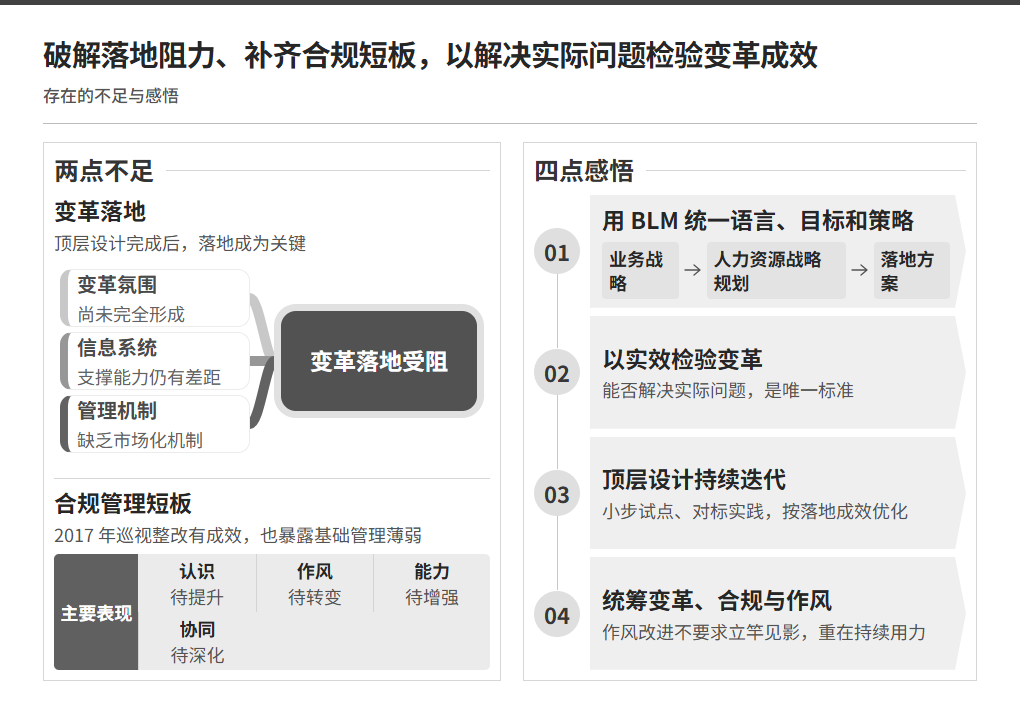 破解落地阻力、补齐合规短板，以解决实际问题检验变革成效
存在的不足与感悟
两点不足
变革落地
顶层设计完成后，落地成为关键
变革氛围
尚未完全形成
信息系统
支撑能力仍有差距
管理机制
缺乏市场化机制
变革落地受阻
合规管理短板
2017 年巡视整改有成效，也暴露基础管理薄弱
主要表现
认识
待提升
作风
待转变
能力
待增强
协同
待深化
四点感悟
01
用 BLM 统一语言、目标和策略
业务战
略
→
人力资源战略
规划
→
落地方
案
02
以实效检验变革
能否解决实际问题，是唯一标准
03
顶层设计持续迭代
小步试点、对标实践，按落地成效优化
04
统筹变革、合规与作风
作风改进不要求立竿见影，重在持续用力